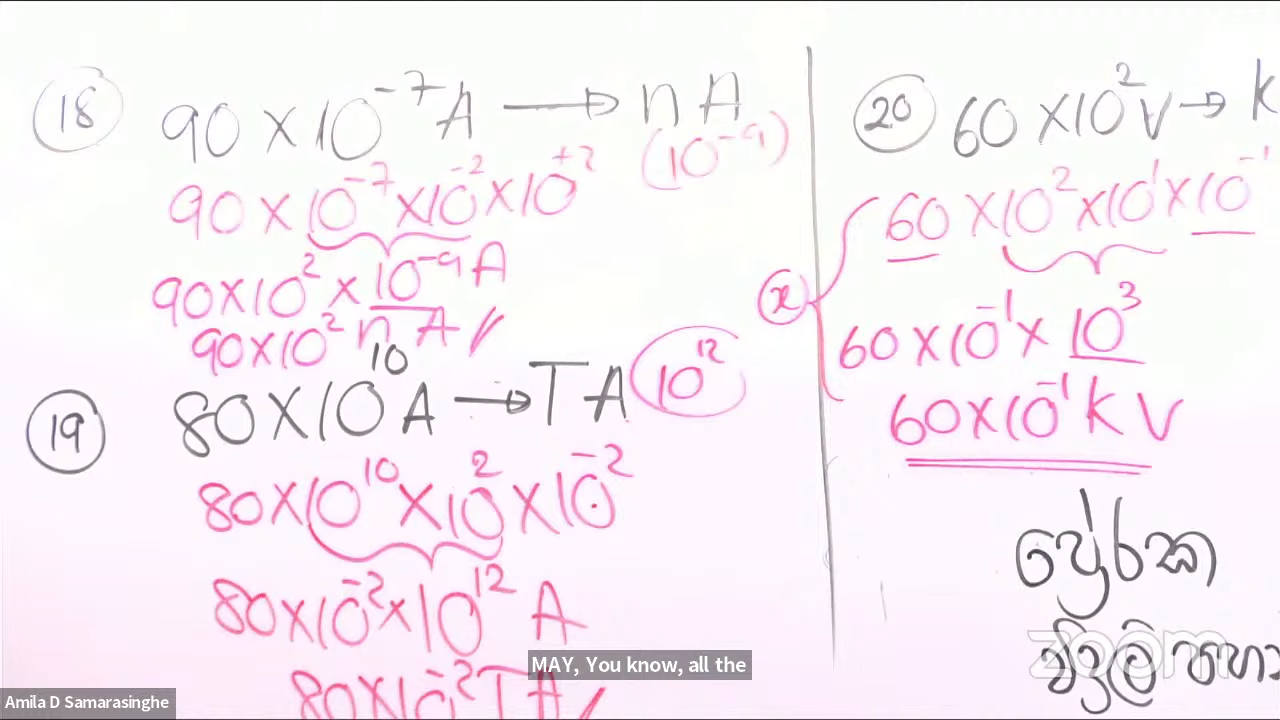 18 90 × 10⁻⁷ A → n A
(10⁻⁹)
90 × 10⁻⁷ × 10⁻² × 10⁺²
90 × 10² × 10⁻⁹ A
90 × 10² n A ✓
19 80 × 10¹⁰ A → T A 10¹²
80 × 10¹⁰ × 10² × 10⁻²
80 × 10⁻² × 10¹² A
80 × 10⁻² T A ✓
20 60 × 10² V → k
60 × 10² × 10¹ × 10⁻¹
x
60 × 10⁻¹ × 10³
60 × 10⁻¹ k V
ප්‍රේරක
zoom
MAY, You know, all the
Amila D Samarasinghe